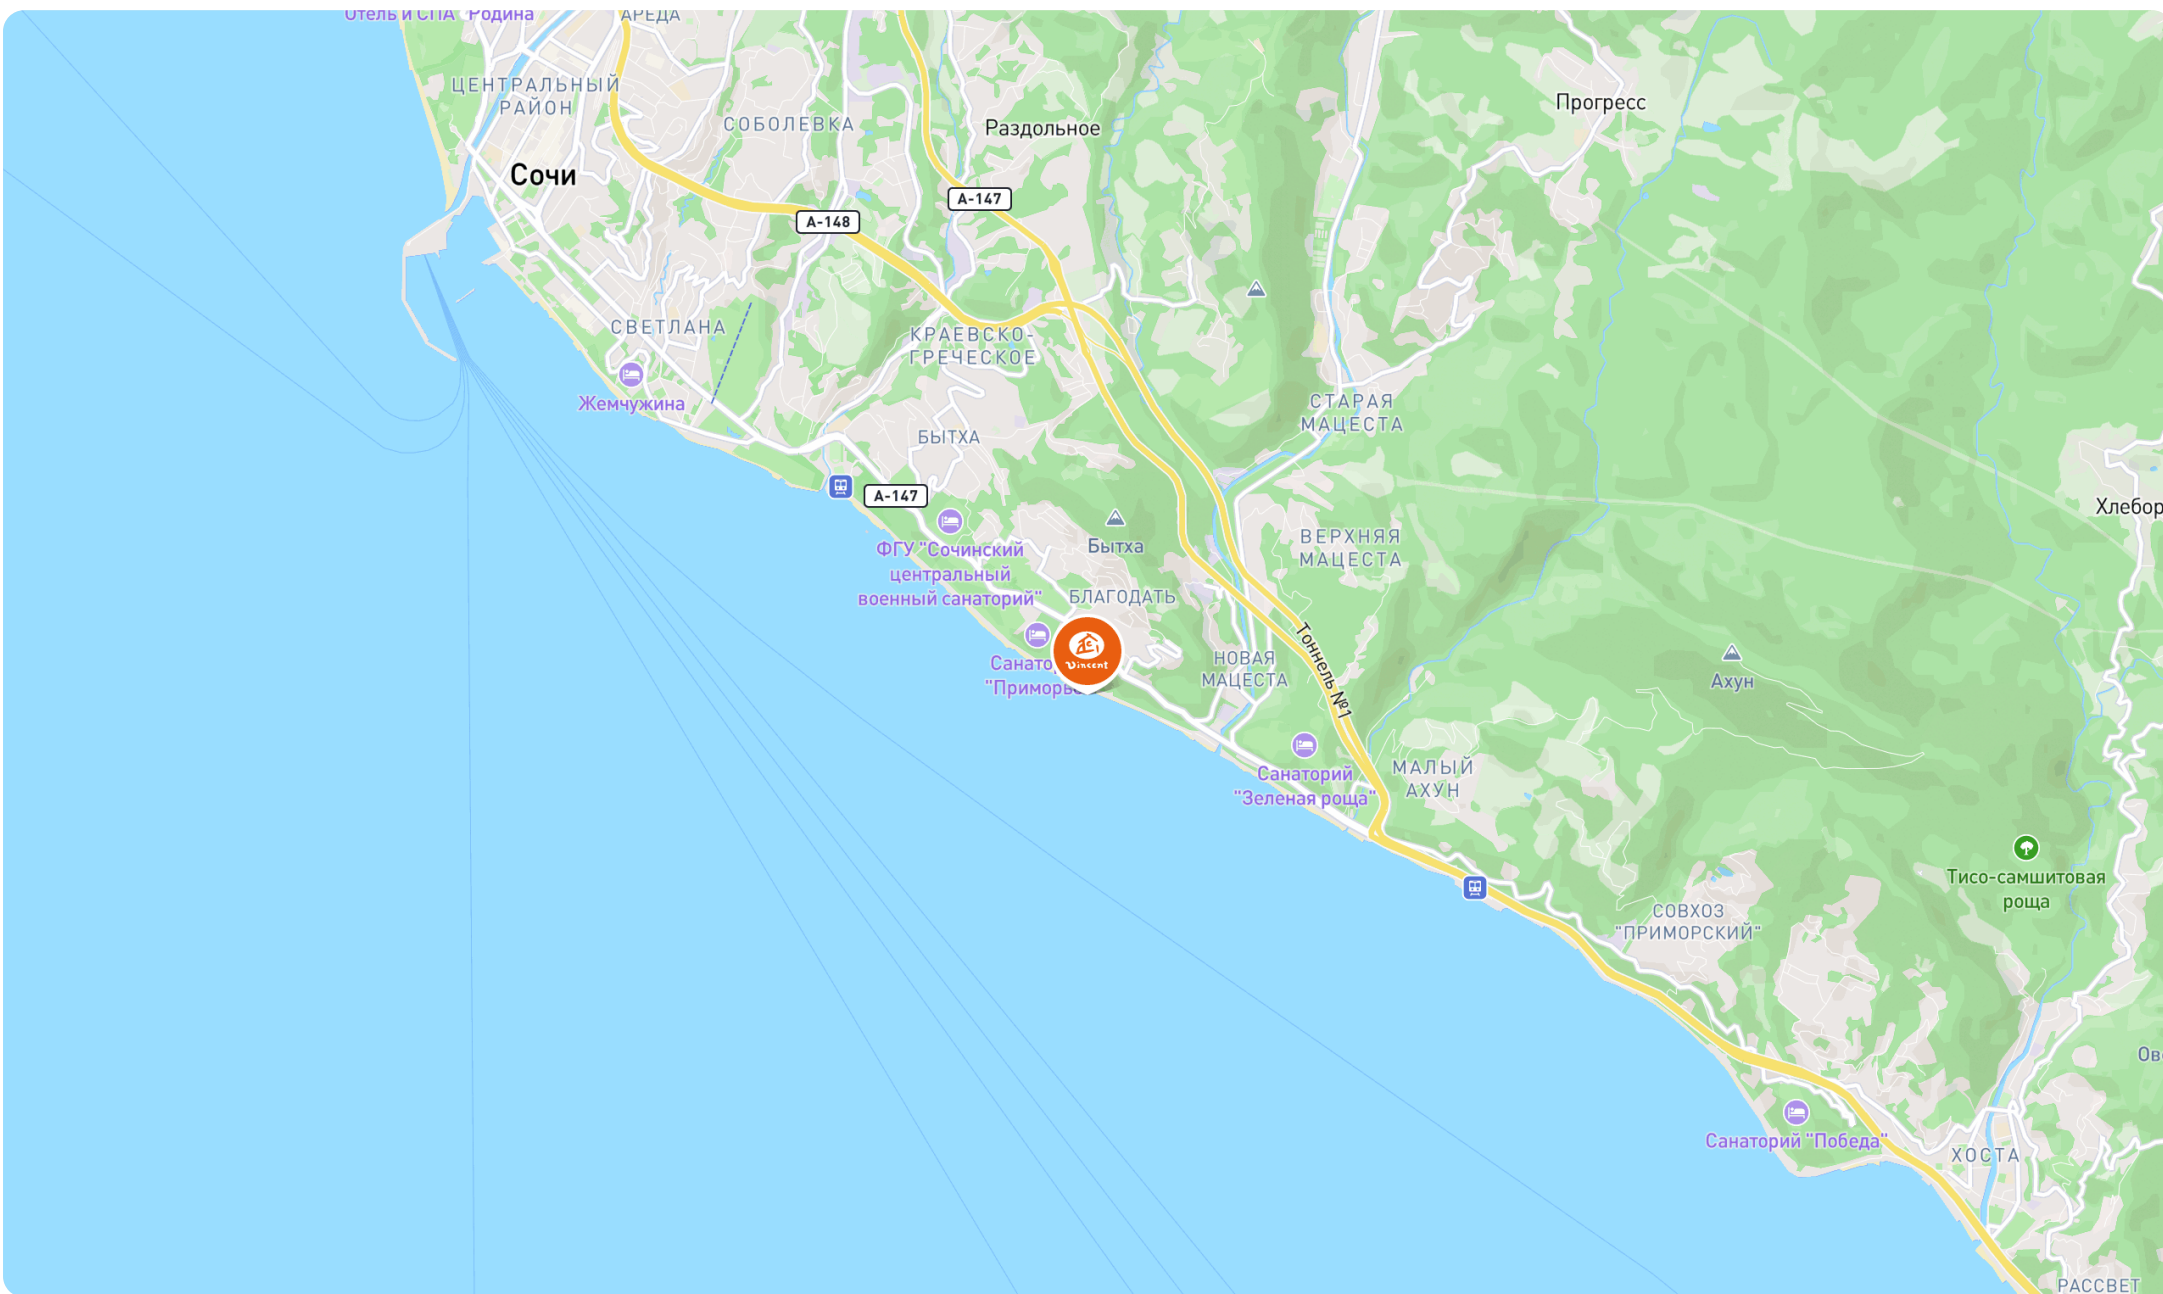 Отель и СПА "Родина
АРЕДА
ЦЕНТРАЛЬНЫЙ
РАЙОН
СОБОЛЕВКА
Раздольное
Прогресс
Сочи
А-147
А-148
СВЕТЛАНА
КРАЕВСКО-
ГРЕЧЕСКОЕ
Жемчужина
СТАРАЯ
МАЦЕСТА
БЫТХА
А-147
Хлебор
ФГУ "Сочинский
центральный
военный санаторий"
Бытха
ВЕРХНЯЯ
МАЦЕСТА
БЛАГОДАТЬ
Vincent
Санато
"Приморь
НОВАЯ
МАЦЕСТА
Тоннель №1
Ахун
Санаторий
"Зеленая роща"
МАЛЫЙ
АХУН
Тисо-самшитовая
роща
СОВХОЗ
"ПРИМОРСКИЙ"
Ов
Санаторий "Победа"
ХОСТА
РАССВЕТ